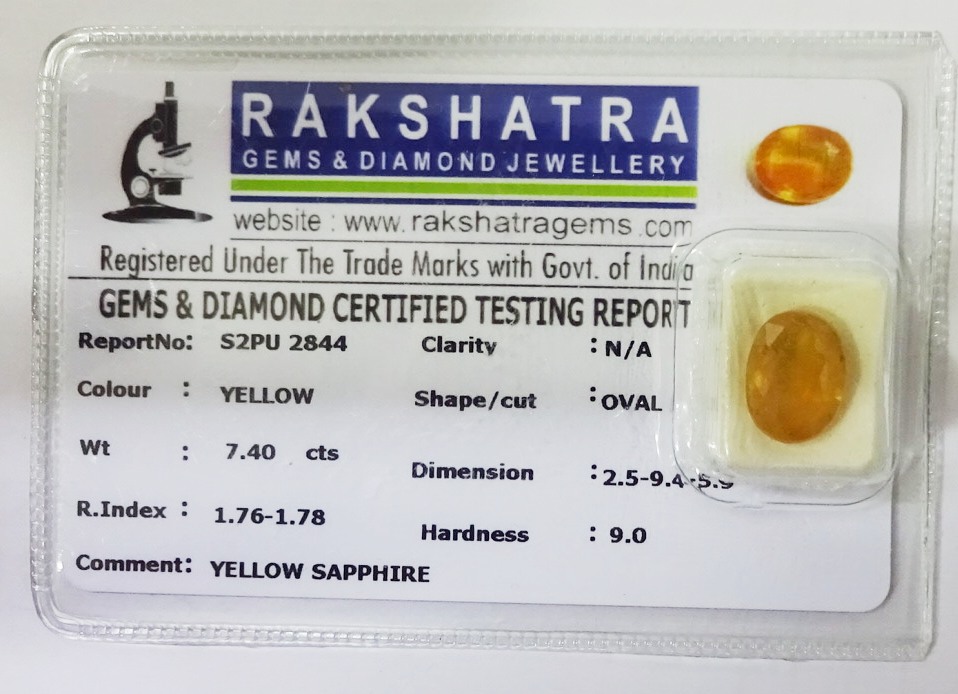 RAKSHATRA
GEMS & DIAMOND JEWELLERY
website : www.rakshatragems.com
Registered Under The Trade Marks with Govt. of India
GEMS & DIAMOND CERTIFIED TESTING REPORT
ReportNo: S2PU 2844 Clarity : N/A
Colour : YELLOW Shape/cut : OVAL
Wt : 7.40 cts Dimension : 2.5-9.4-5.9
R.Index : 1.76-1.78 Hardness : 9.0
Comment: YELLOW SAPPHIRE